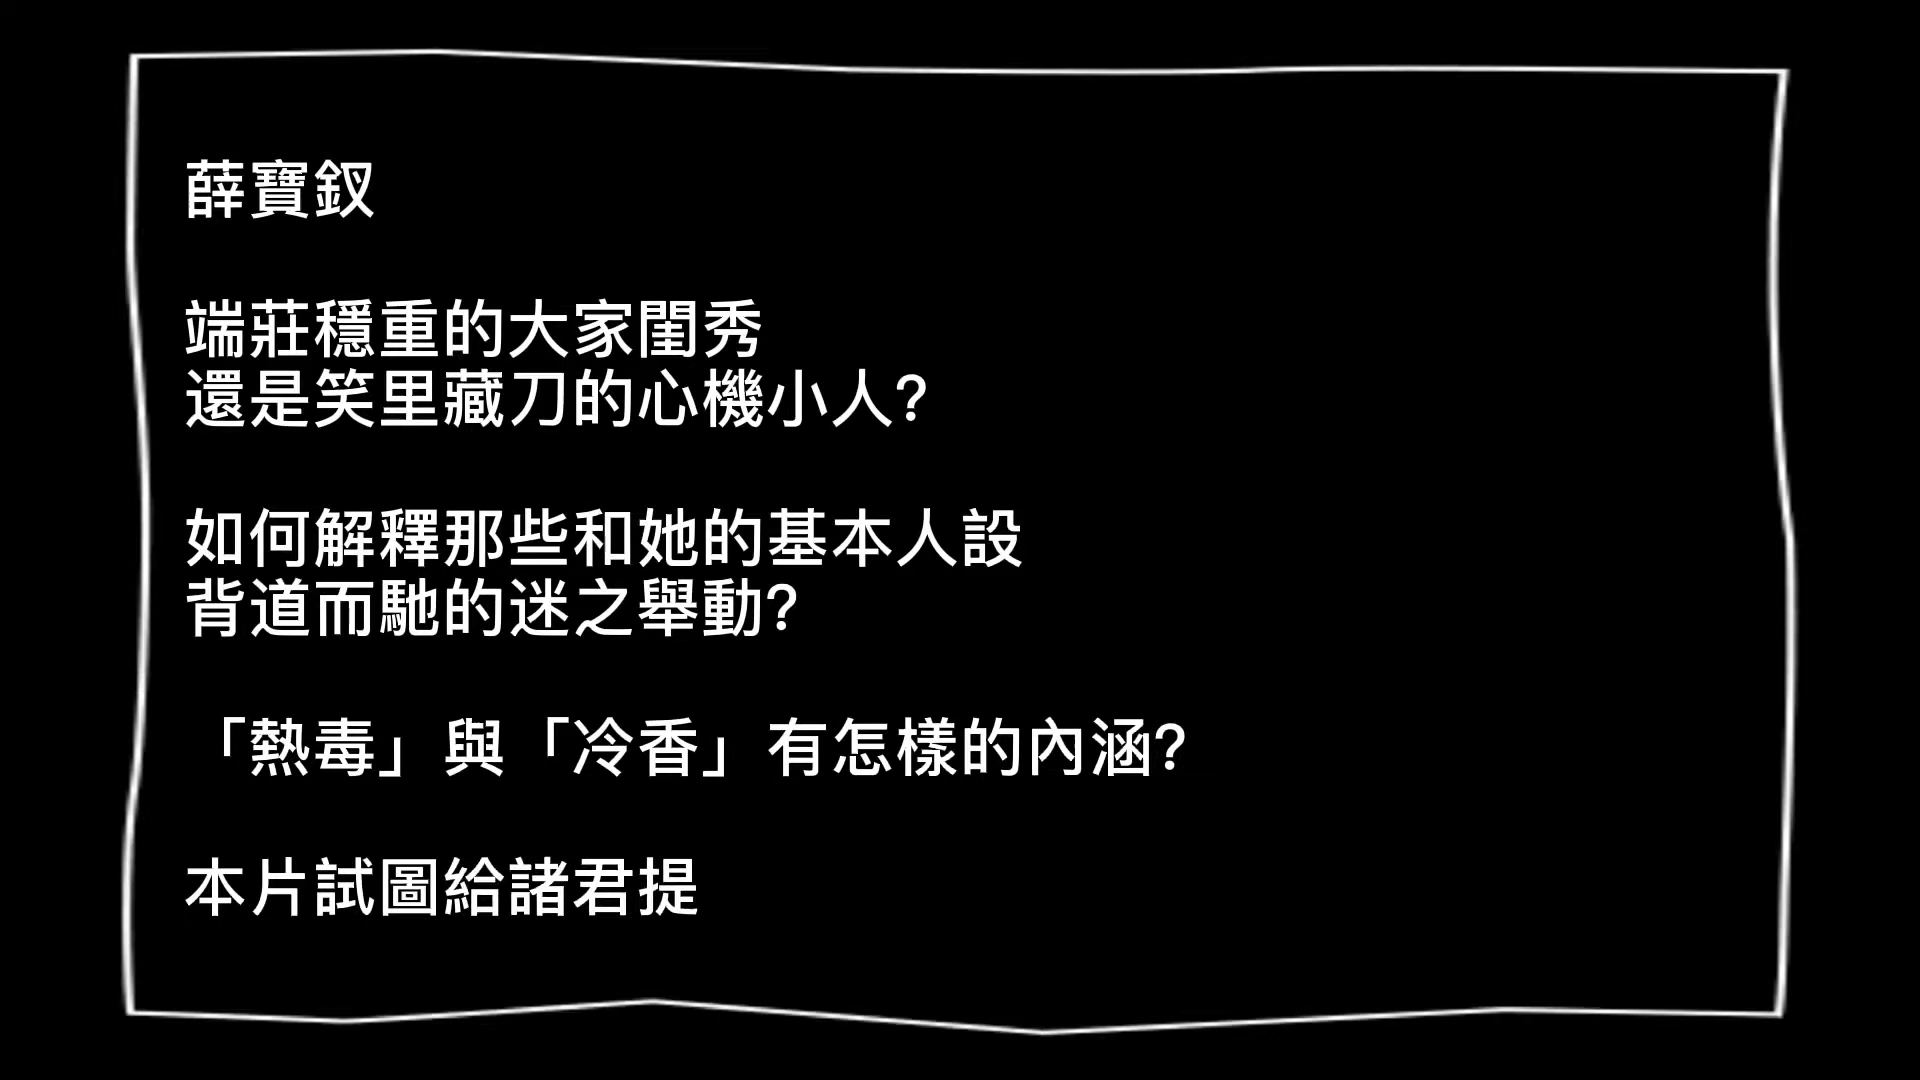 薛寶釵
端莊穩重的大家閨秀
還是笑里藏刀的心機小人?
如何解釋那些和她的基本人設
背道而馳的迷之舉動?
「熱毒」與「冷香」有怎樣的內涵?
本片試圖給諸君提